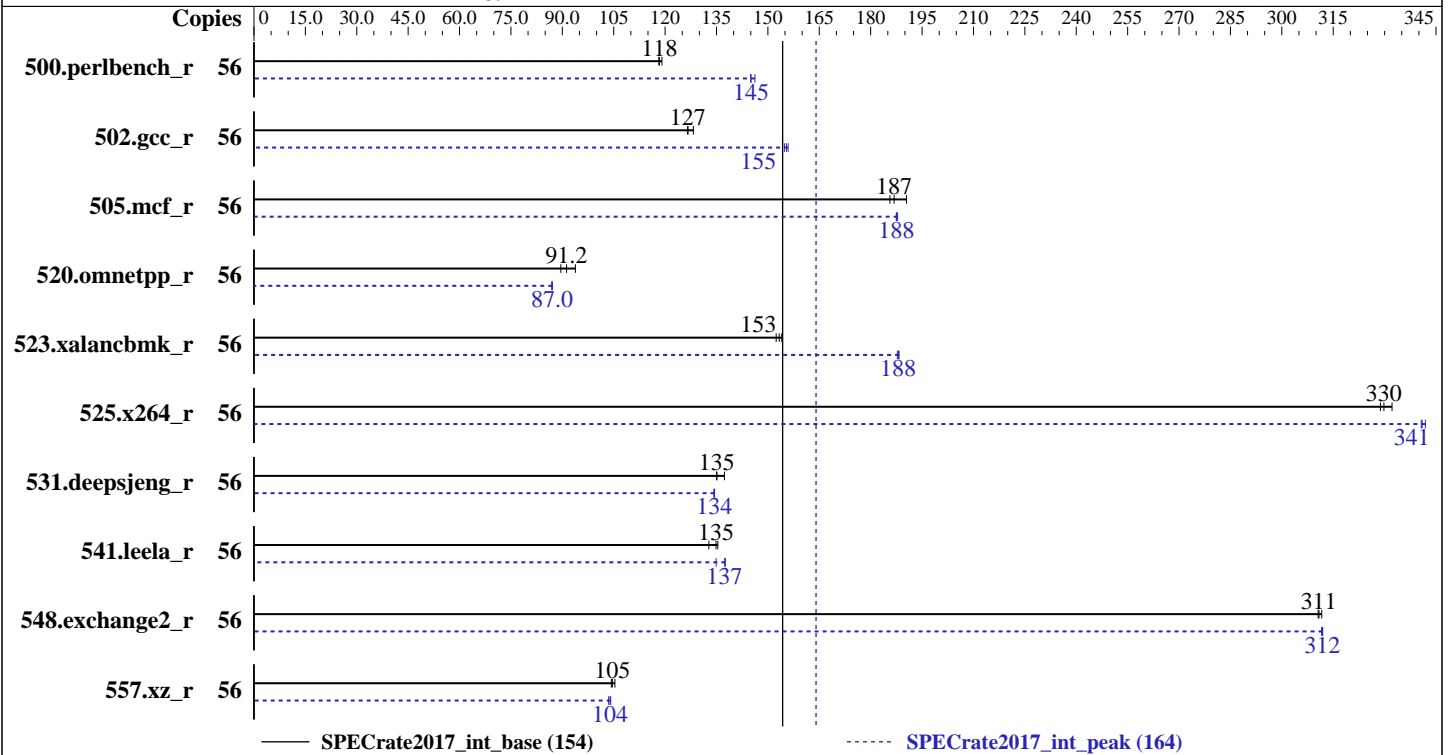 Copies 0 15.0 30.0 45.0 60.0 75.0 90.0 105 120 135 150 165 180 195 210 225 240 255 270 285 300 315 345
500.perlbench_r 56 118
145
502.gcc_r 56 127
155
505.mcf_r 56 187
188
520.omnetpp_r 56 91.2
87.0
523.xalancbmk_r 56 153
188
525.x264_r 56 330
341
531.deepsjeng_r 56 135
134
541.leela_r 56 135
137
548.exchange2_r 56 311
312
557.xz_r 56 105
104
SPECrate2017_int_base (154) SPECrate2017_int_peak (164)